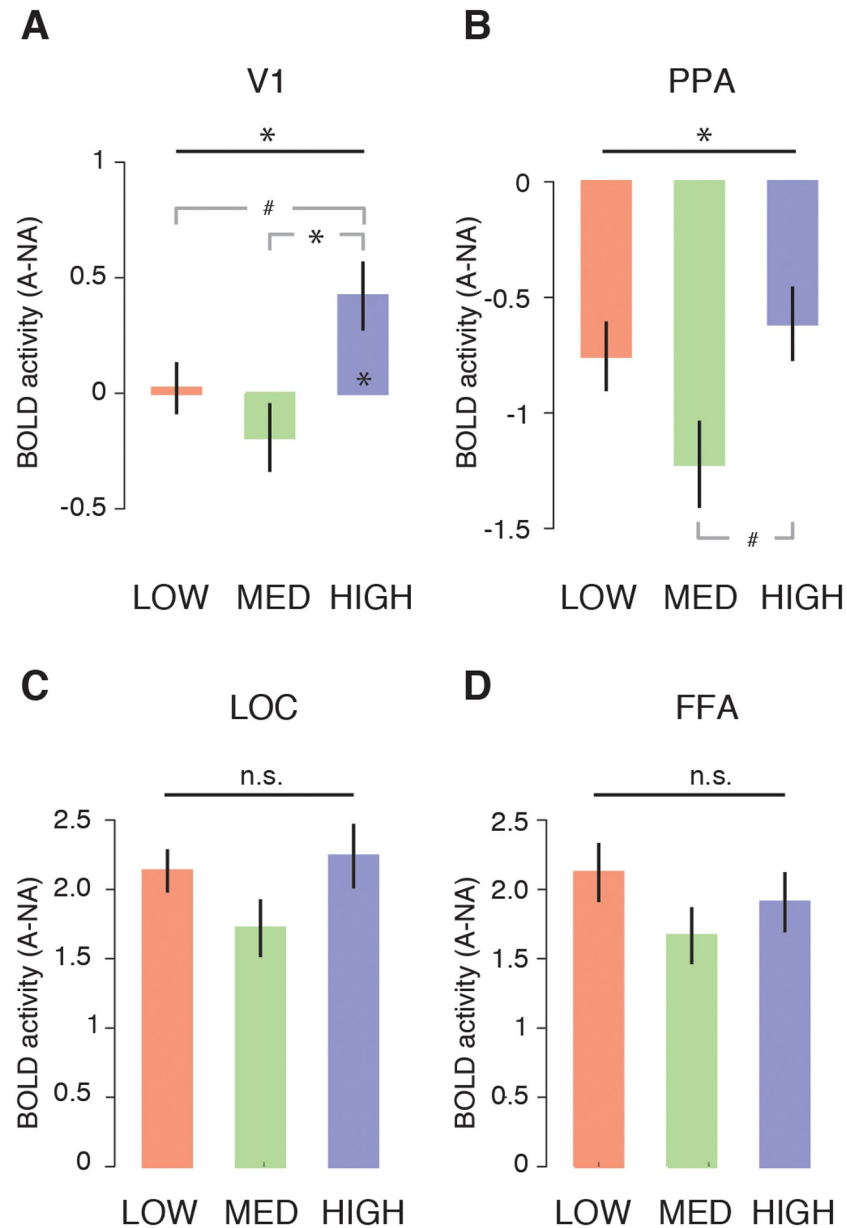 A
V1
*
1
#
*
0.5
*
0
-0.5
BOLD activity (A-NA)
LOW MED HIGH
B
PPA
*
0
-0.5
-1
-1.5
#
BOLD activity (A-NA)
LOW MED HIGH
C
LOC
n.s.
2.5
2.0
1.5
1
0.5
0
BOLD activity (A-NA)
LOW MED HIGH
D
FFA
n.s.
2.5
2.0
1.5
1
0.5
0
BOLD activity (A-NA)
LOW MED HIGH